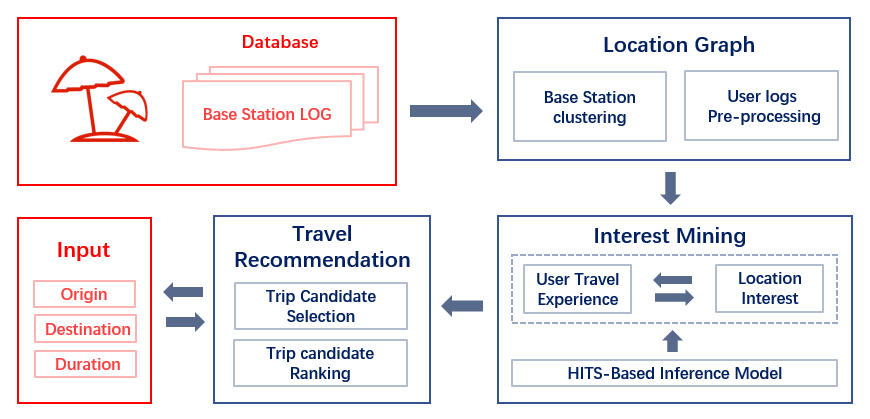 Database
Base Station LOG
Location Graph
Base Station
clustering
User logs
Pre-processing
Input
Origin
Destination
Duration
Travel
Recommendation
Trip Candidate
Selection
Trip candidate
Ranking
Interest Mining
User Travel
Experience
Location
Interest
HITS-Based Inference Model